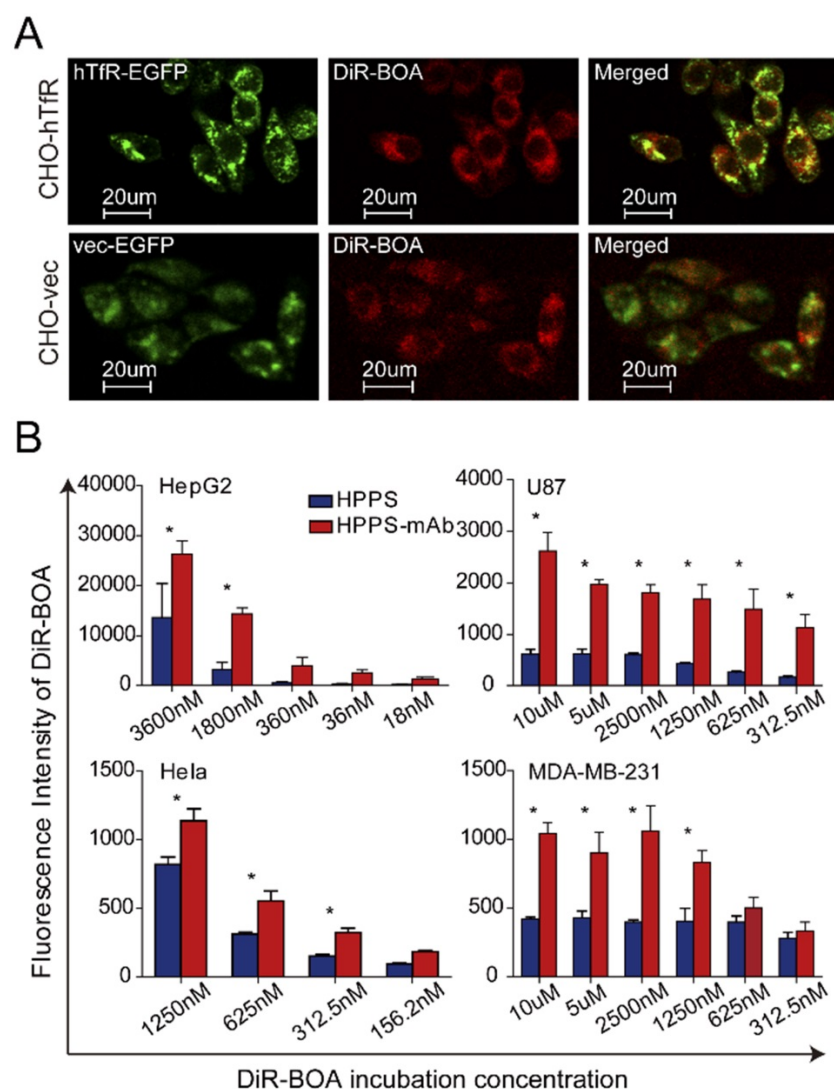 A
CHO-hTfR
hTfR-EGFP
DiR-BOA
Merged
20um
20um
20um
CHO-vec
vec-EGFP
DiR-BOA
Merged
20um
20um
20um
B
Fluorescence Intensity of DiR-BOA
HepG2
HPPS
HPPS-mAb
40000
30000
20000
10000
0
*
*
3600nM
1800nM
360nM
36nM
18nM
U87
4000
3000
2000
1000
0
*
*
*
*
*
*
10uM
5uM
2500nM
1250nM
625nM
312.5nM
Hela
1500
1000
500
0
*
*
*
1250nM
625nM
312.5nM
156.2nM
MDA-MB-231
1500
1000
500
0
*
*
*
*
10uM
5uM
2500nM
1250nM
625nM
312.5nM
DiR-BOA incubation concentration